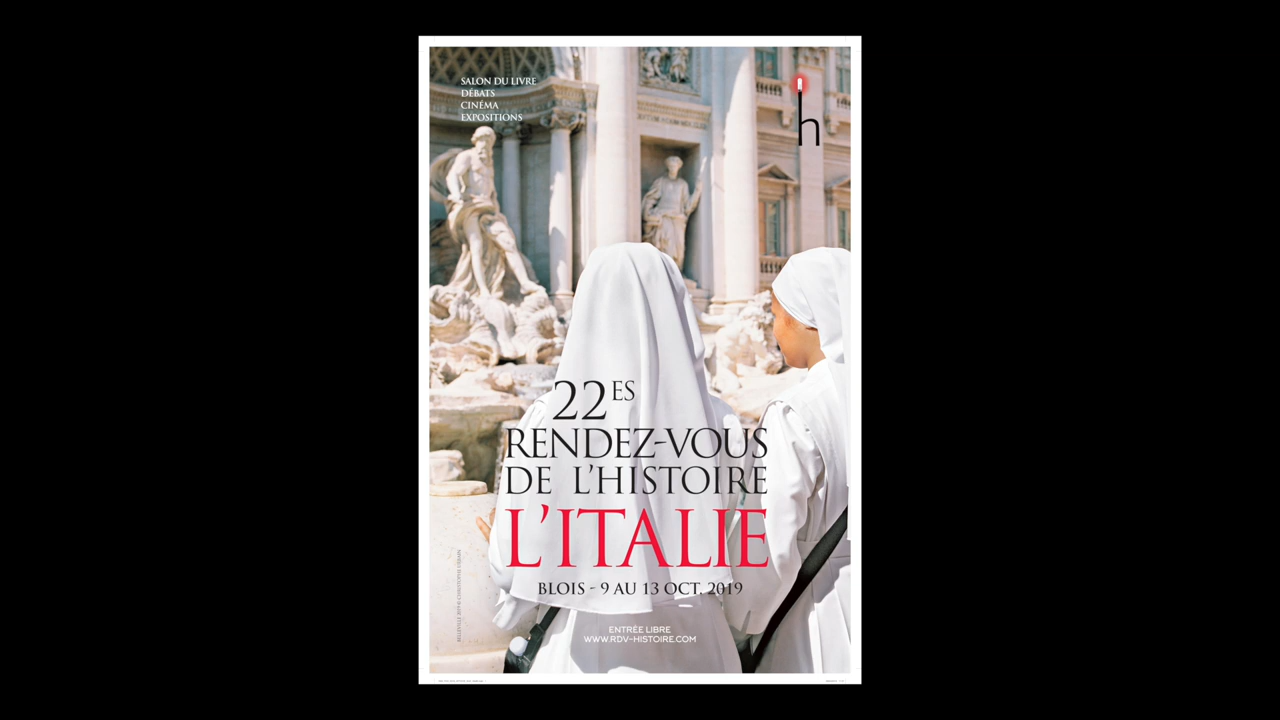 SALON DU LIVRE
DÉBATS
CINÉMA
EXPOSITIONS
h
22ES
RENDEZ-VOUS
DE L'HISTOIRE
L'ITALIE
BLOIS - 9 AU 13 OCT. 2019
ENTRÉE LIBRE
WWW.RDV-HISTOIRE.COM